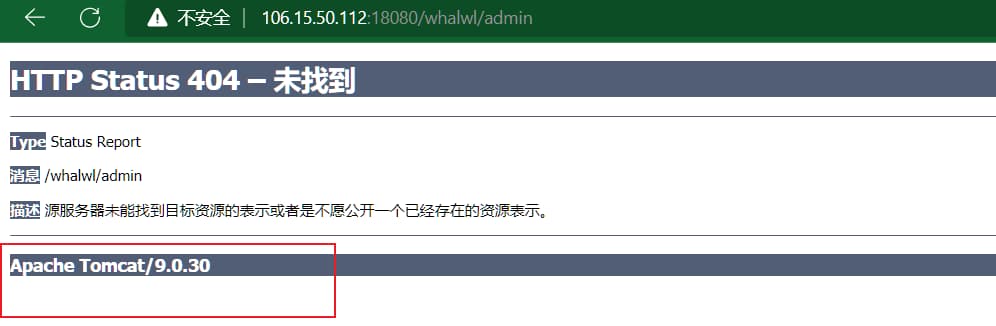 不安全 | 106.15.50.112:18080/whalwl/admin
HTTP Status 404 – 未找到
Type Status Report
消息 /whalwl/admin
描述 源服务器未能找到目标资源的表示或者是不愿公开一个已经存在的资源表示。
Apache Tomcat/9.0.30